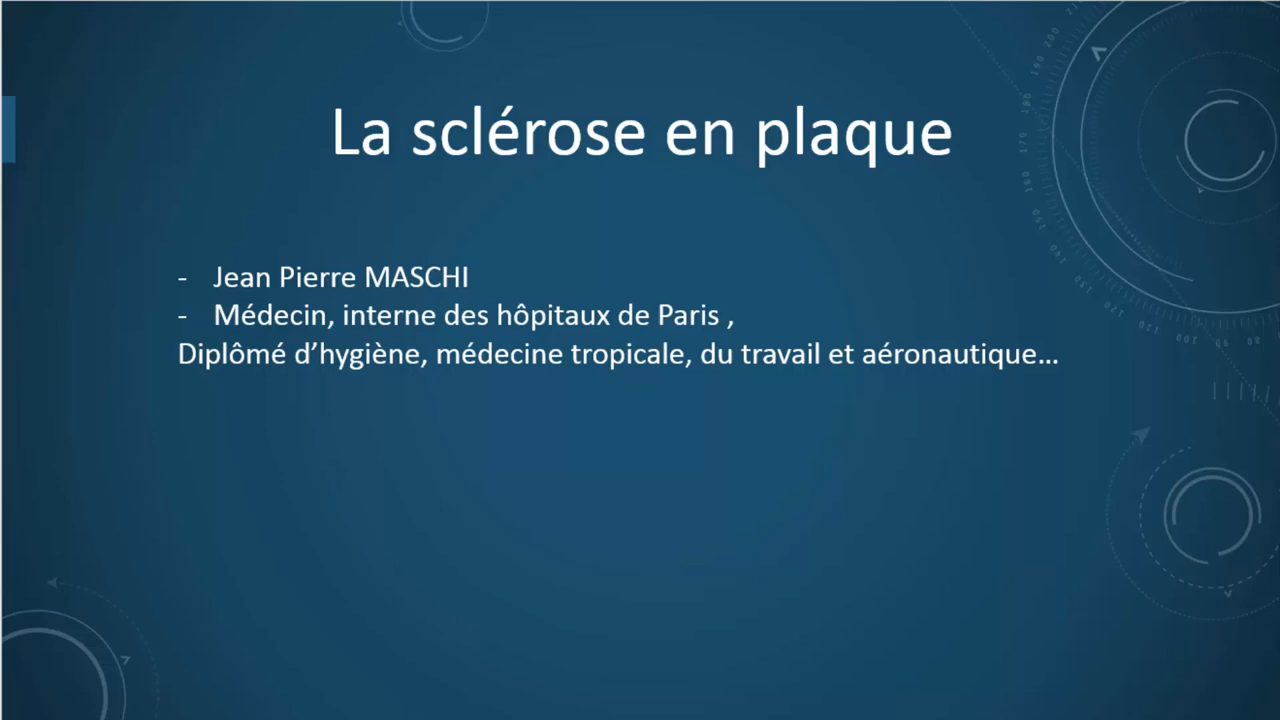 La sclérose en plaque
- Jean Pierre MASCHI
- Médecin, interne des hôpitaux de Paris ,
Diplômé d’hygiène, médecine tropicale, du travail et aéronautique…